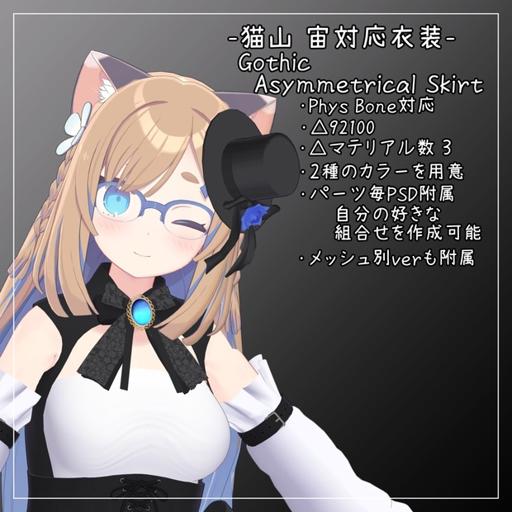 -猫山 宙対応衣装-
Gothic
Asymmetrical Skirt
・Phys Bone対応
・△92100
・△マテリアル数 3
・2種のカラーを用意
・パーツ毎PSD附属
自分の好きな
組合せを作成可能
・メッシュ別verも附属